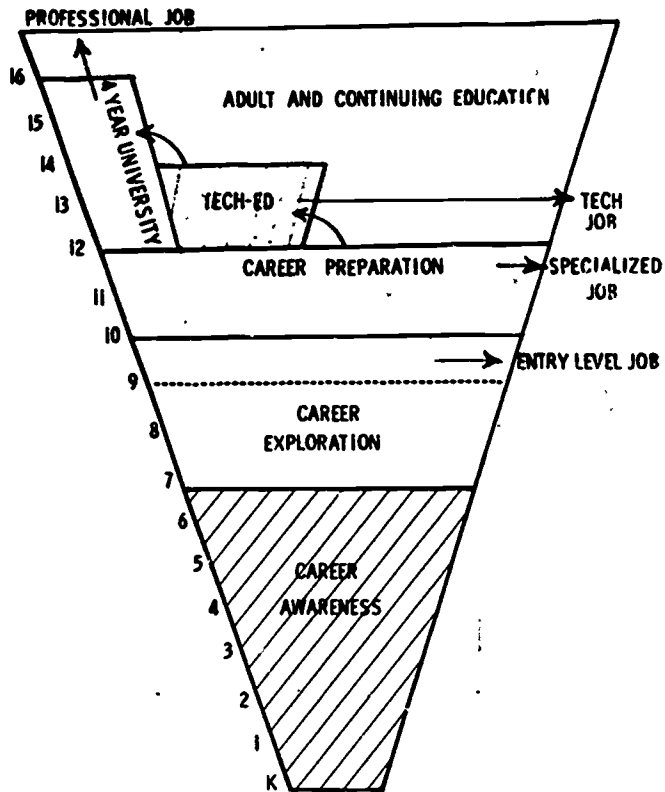 PROFESSIONAL JOB
16
15
14
13
12
11
10
9
8
7
6
5
4
3
2
1
K
4 YEAR UNIVERSITY
ADULT AND CONTINUING EDUCATION
TECH-ED
TECH
JOB
CAREER PREPARATION
SPECIALIZED
JOB
ENTRY LEVEL JOB
CAREER
EXPLORATION
CAREER
AWARENESS